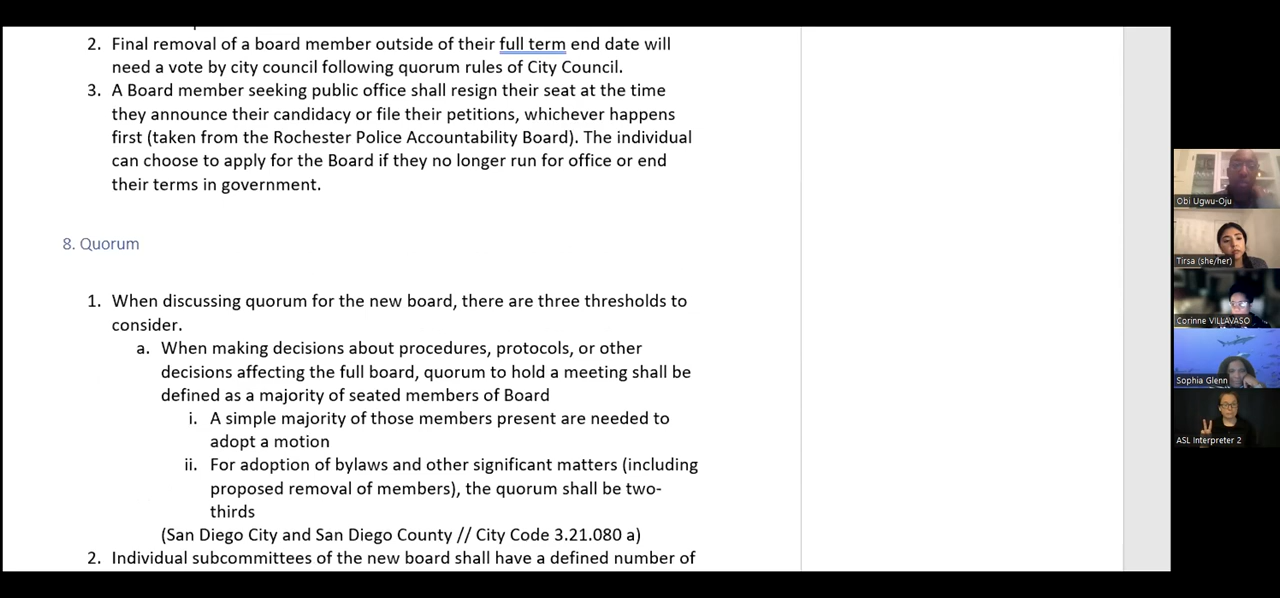 2. Final removal of a board member outside of their full term end date will
need a vote by city council following quorum rules of City Council.
3. A Board member seeking public office shall resign their seat at the time
they announce their candidacy or file their petitions, whichever happens
first (taken from the Rochester Police Accountability Board). The individual
can choose to apply for the Board if they no longer run for office or end
their terms in government.
8. Quorum
1. When discussing quorum for the new board, there are three thresholds to
consider.
a. When making decisions about procedures, protocols, or other
decisions affecting the full board, quorum to hold a meeting shall be
defined as a majority of seated members of Board
i. A simple majority of those members present are needed to
adopt a motion
ii. For adoption of bylaws and other significant matters (including
proposed removal of members), the quorum shall be two-
thirds
(San Diego City and San Diego County // City Code 3.21.080 a)
2. Individual subcommittees of the new board shall have a defined number of
Obi Ugwu-Oju
Tirsa (she/her)
Corinne VILLAVASO
Sophia Glenn
ASL Interpreter 2